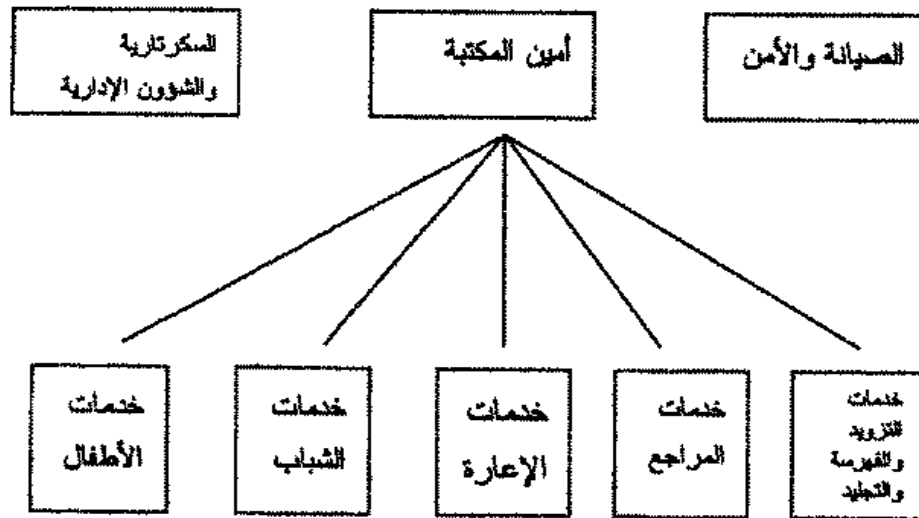 الصيانة والأمن
أمين المكتبة
السكرتارية
والشؤون الإدارية
خدمات
التزويد
والفهرسة
والتجليد
خدمات
المراجع
خدمات
الإعارة
خدمات
الشباب
خدمات
الأطفال